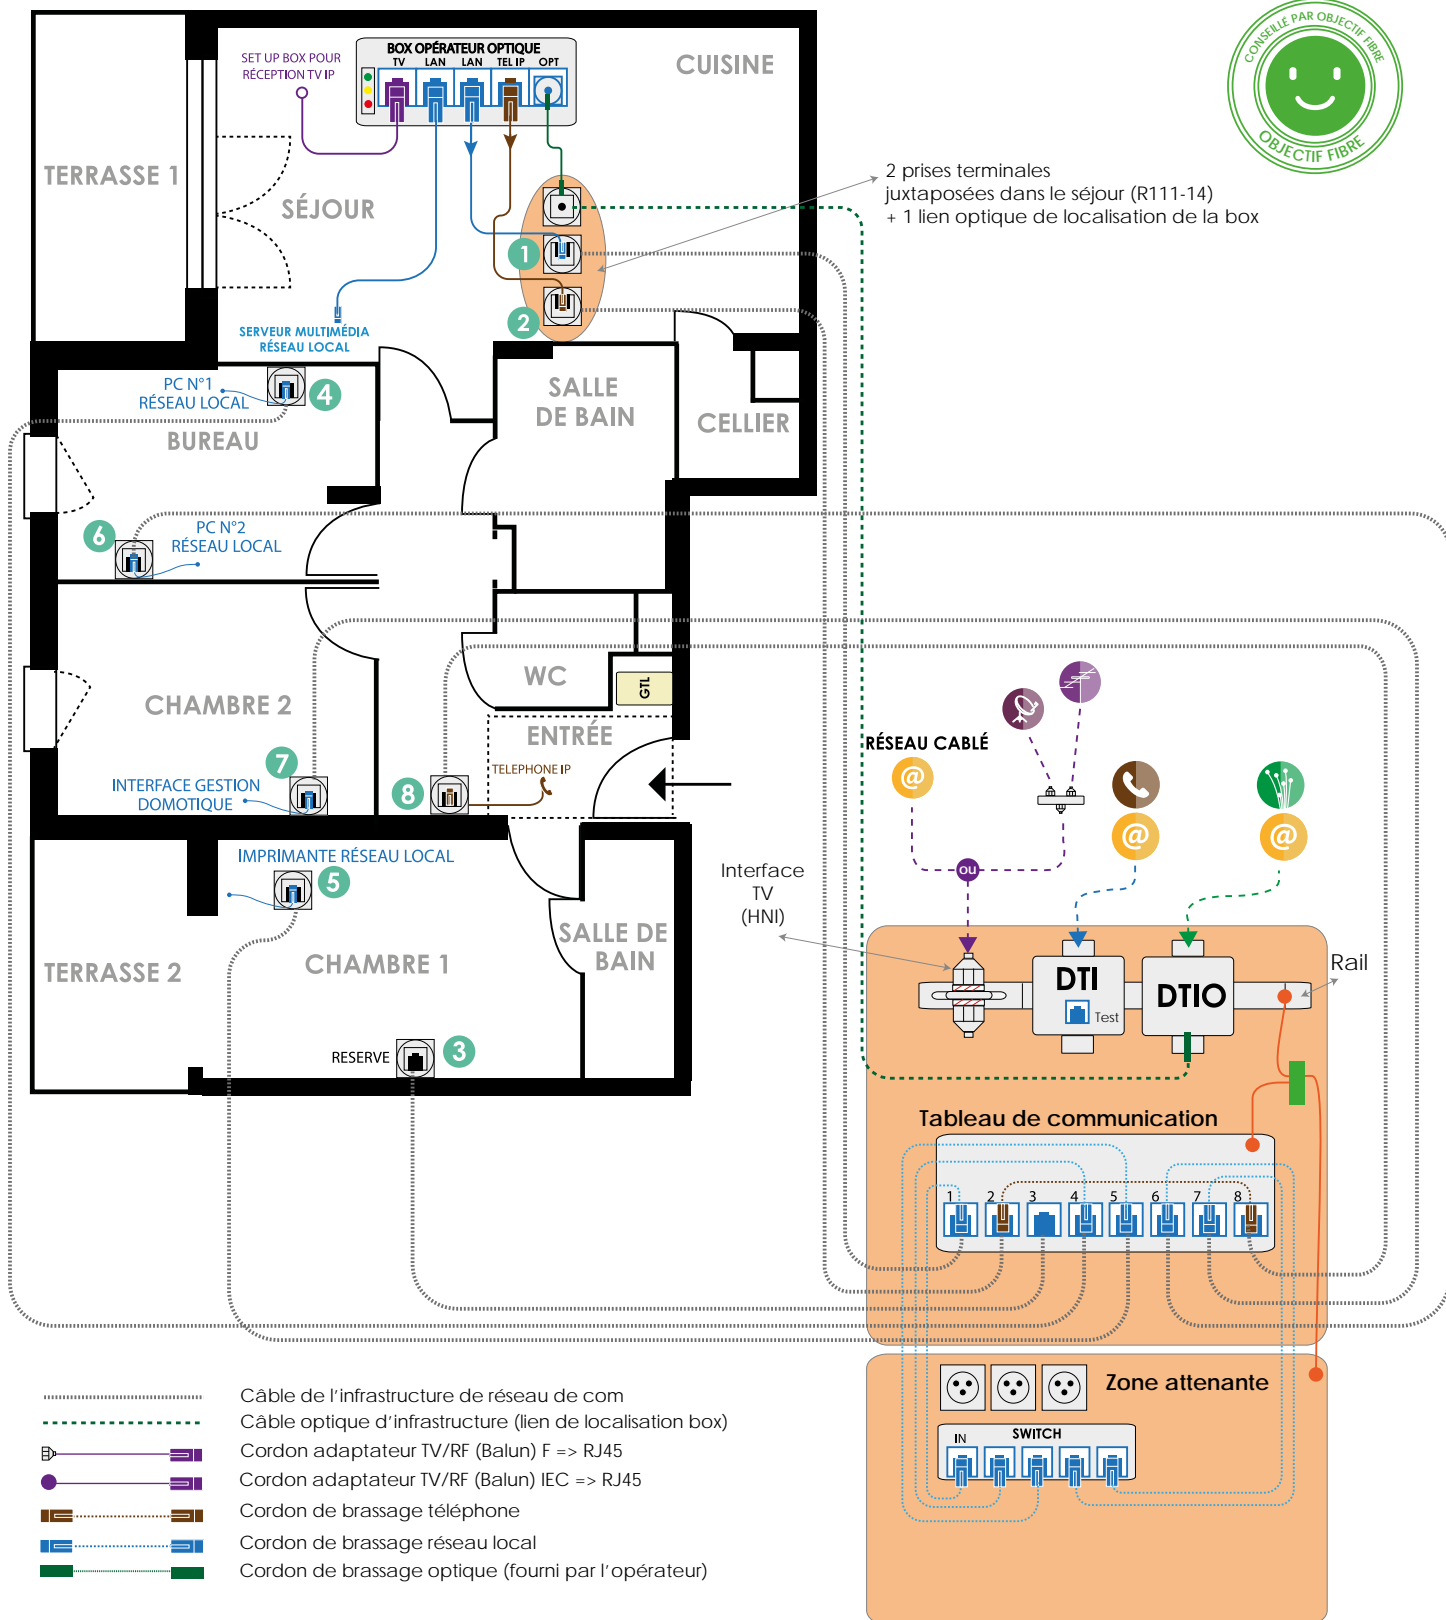 CONSEILLÉ PAR OBJECTIF FIBRE
OBJECTIF FIBRE
SET UP BOX POUR
RÉCEPTION TV IP
BOX OPÉRATEUR OPTIQUE
TV LAN LAN TEL IP OPT
CUISINE
TERRASSE 1
SÉJOUR
2 prises terminales
juxtaposées dans le séjour (R111-14)
+ 1 lien optique de localisation de la box
1
2
SERVEUR MULTIMÉDIA
RÉSEAU LOCAL
PC N°1
RÉSEAU LOCAL
4
BUREAU
SALLE
DE BAIN
CELLIER
6
PC N°2
RÉSEAU LOCAL
WC
GTL
CHAMBRE 2
ENTRÉE
RÉSEAU CABLÉ
@
@
@
7
INTERFACE GESTION
DOMOTIQUE
8
TELEPHONE IP
IMPRIMANTE RÉSEAU LOCAL
5
ou
Interface
TV
(HNI)
TERRASSE 2
CHAMBRE 1
SALLE DE
BAIN
DTI
Test
DTIO
Rail
RESERVE
3
Tableau de communication
1 2 3 4 5 6 7 8
Zone attenante
IN SWITCH
Câble de l'infrastructure de réseau de com
Câble optique d'infrastructure (lien de localisation box)
Cordon adaptateur TV/RF (Balun) F => RJ45
Cordon adaptateur TV/RF (Balun) IEC => RJ45
Cordon de brassage téléphone
Cordon de brassage réseau local
Cordon de brassage optique (fourni par l'opérateur)